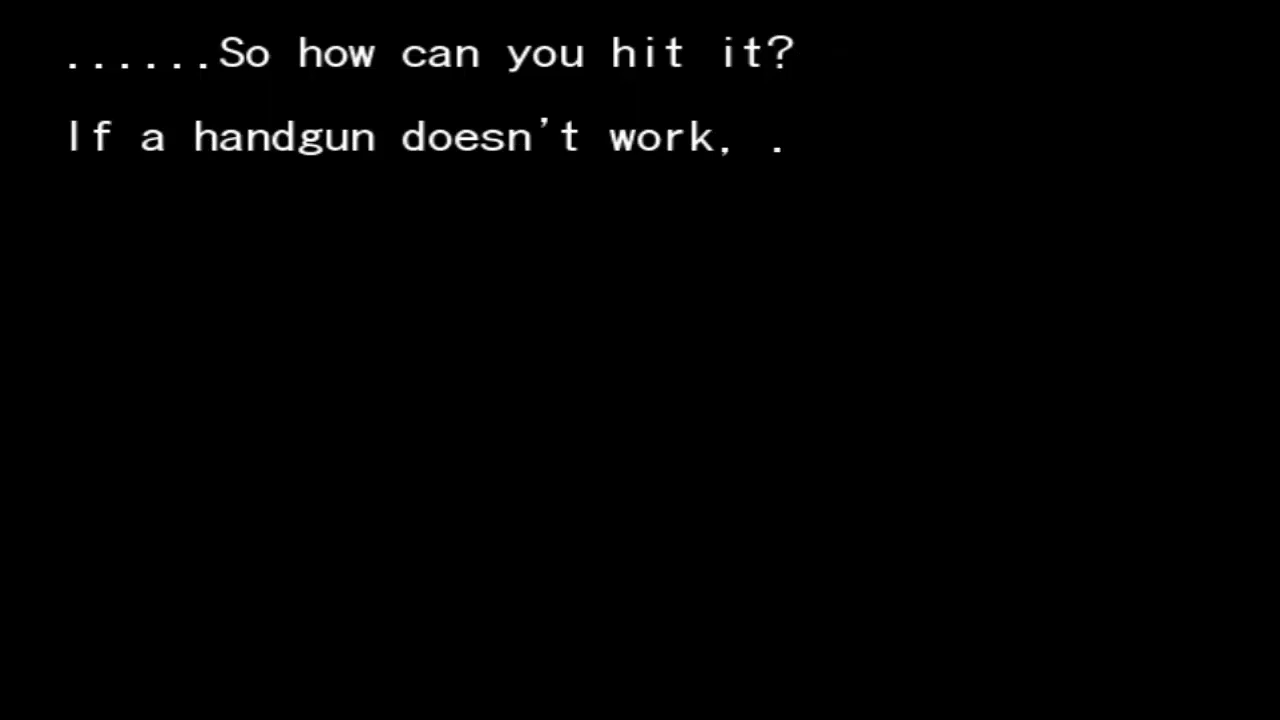 ......So how can you hit it?
If a handgun doesn't work, .